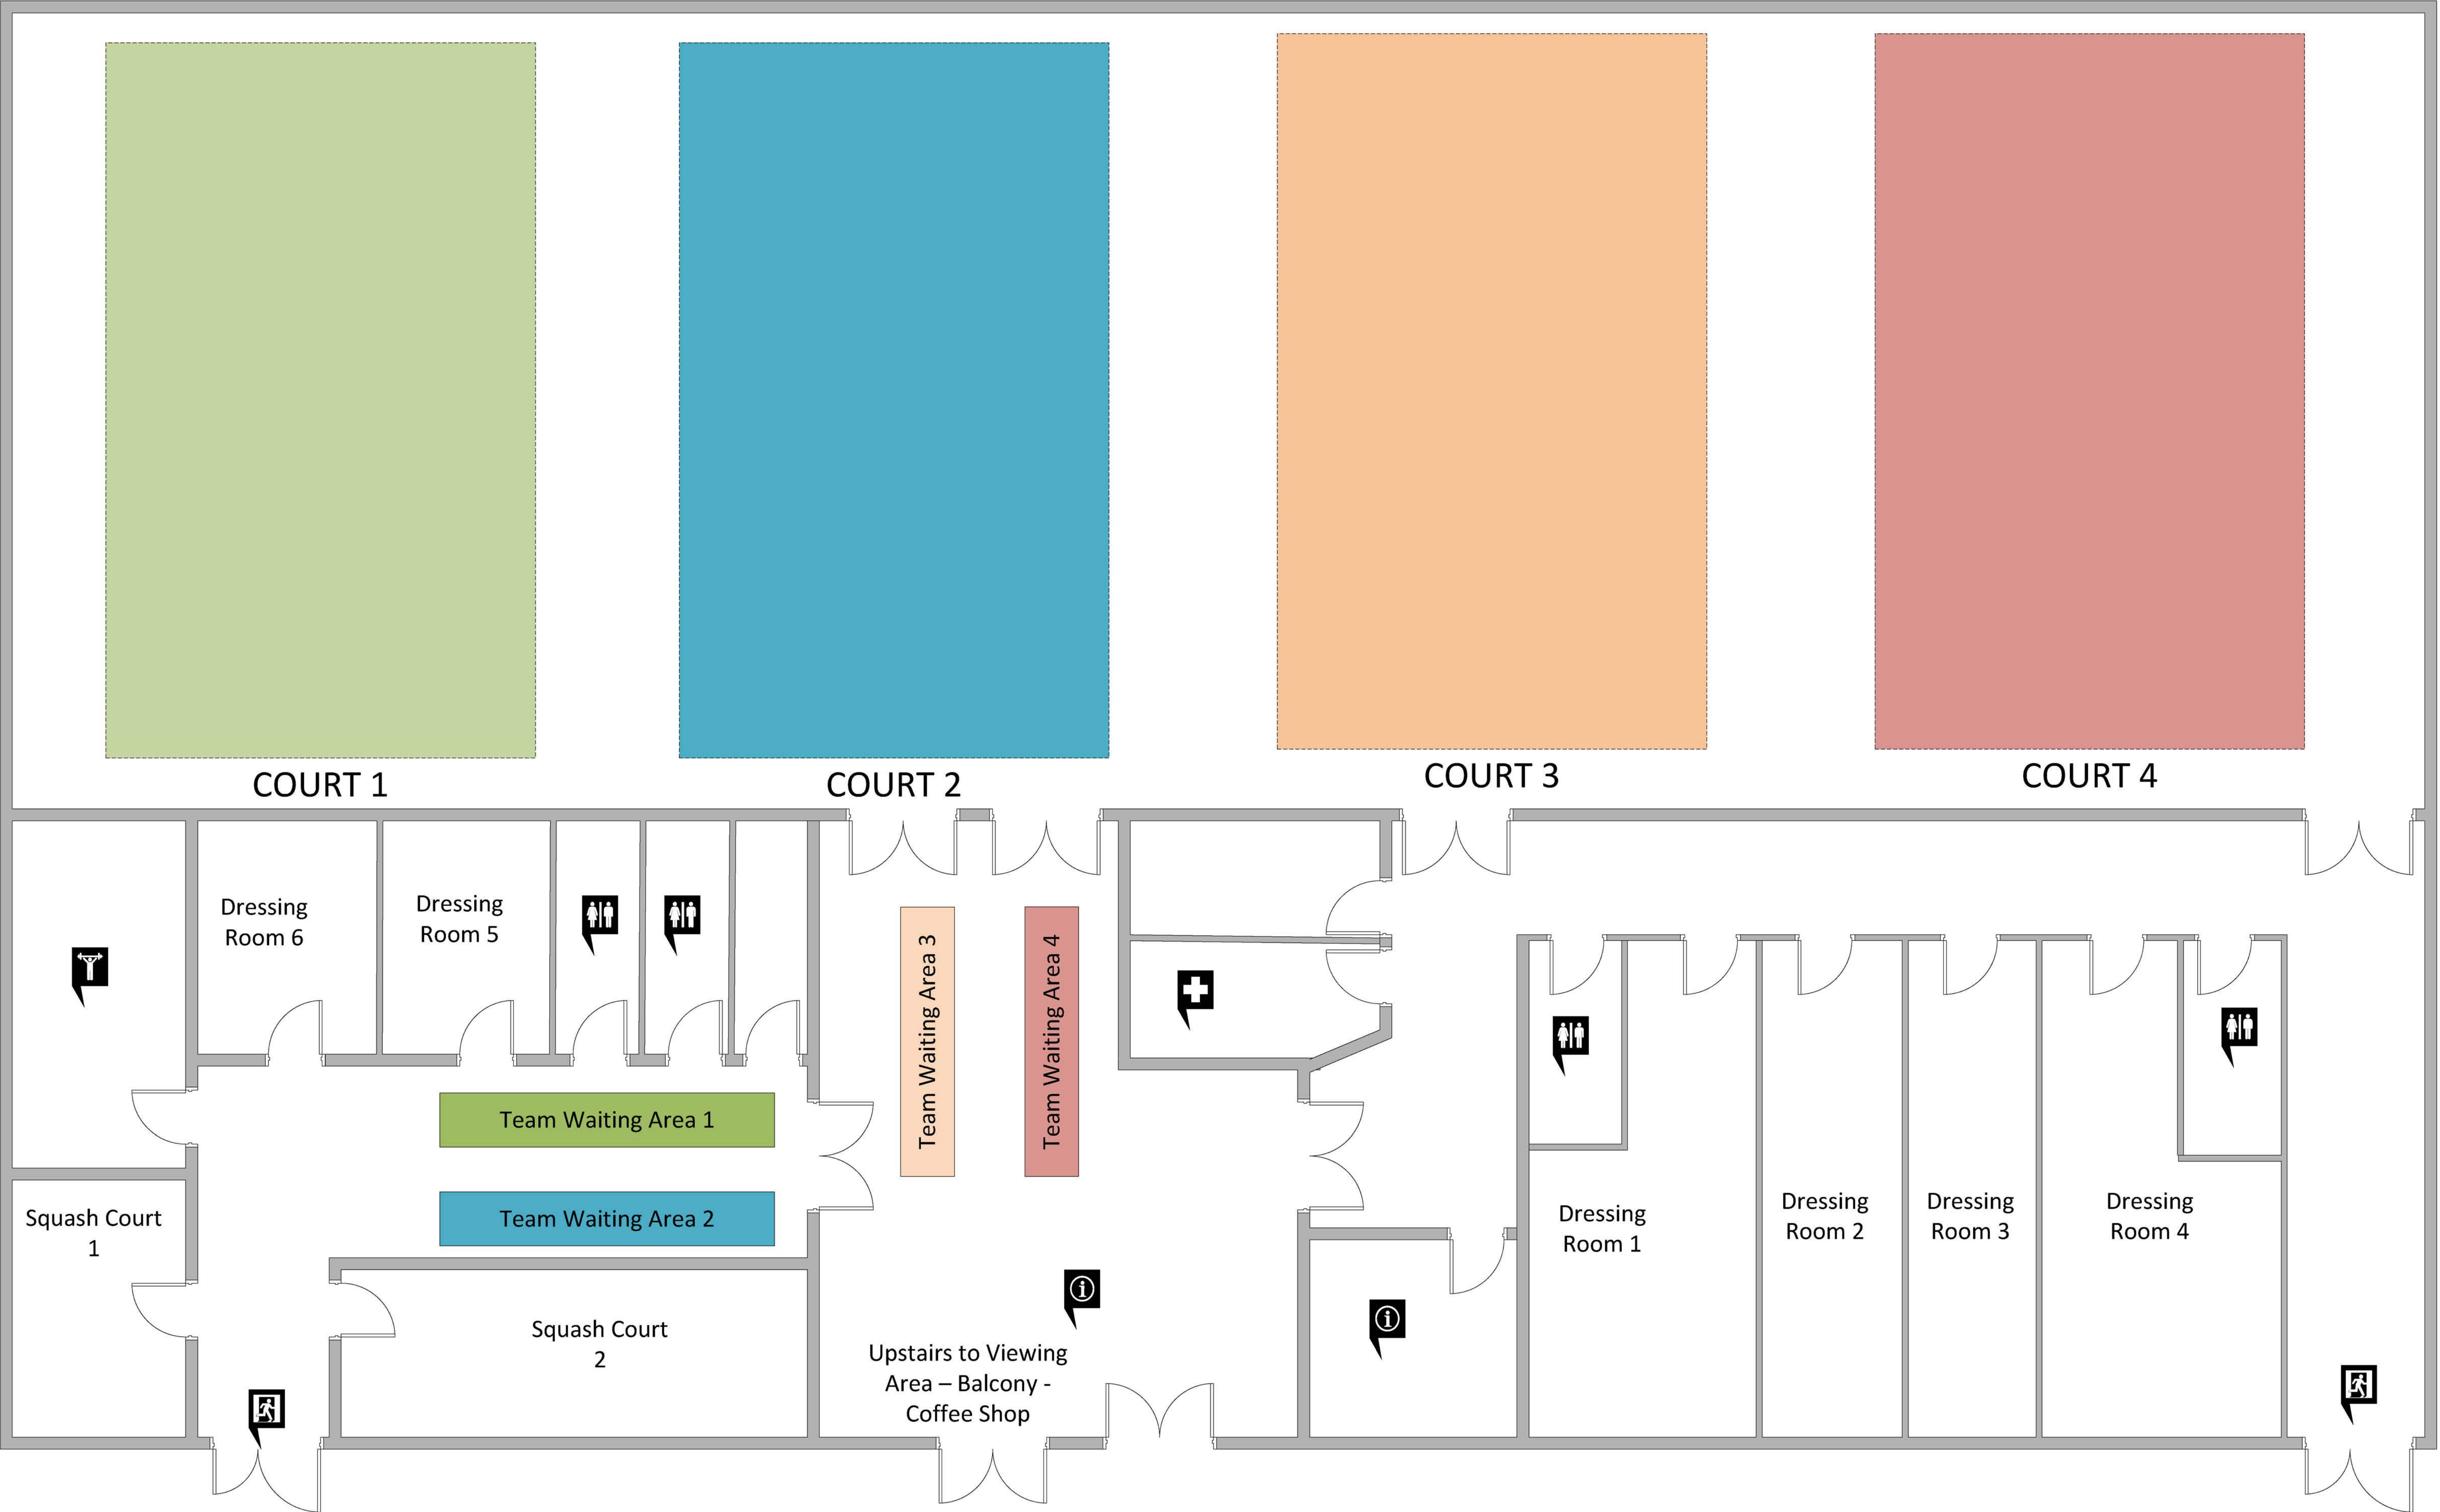 COURT 1
COURT 2
COURT 3
COURT 4
Dressing
Room 6
Dressing
Room 5
Team Waiting Area 3
Team Waiting Area 4
Team Waiting Area 1
Team Waiting Area 2
Squash Court
1
Squash Court
2
Upstairs to Viewing
Area – Balcony -
Coffee Shop
Dressing
Room 1
Dressing
Room 2
Dressing
Room 3
Dressing
Room 4